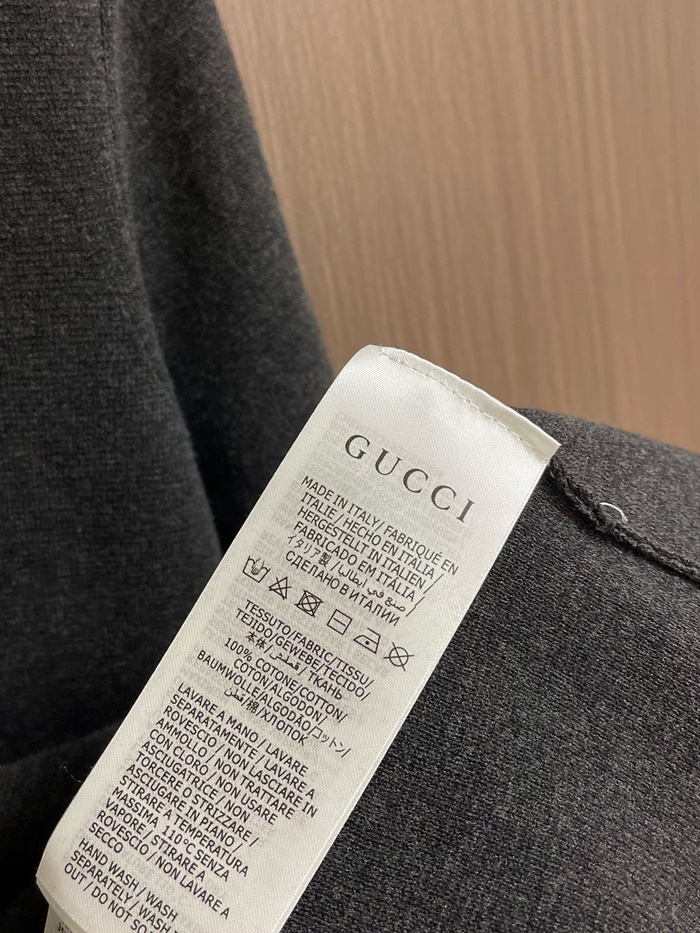 GUCCI
MADE IN ITALY/ FABRIQUÉ EN
ITALIE / HECHO EN ITALIA /
HERGESTELLT IN ITALIEN /
FABRICADO EM ITÁLIA/
イタリア製 / صنع في إيطاليا /
СДЕЛАНО В ИТАЛИИ
TESSUTO/FABRIC/TISSU/
TEJIDO/GEWEBE/TECIDO/
本体/ قماش / ТКАНЬ
100% COTONE/COTTON/
COTON/ALGODON/
BAUMWOLLE/ALGODÃO/コットン/
棉/قطن/ХЛОПОК
LAVARE A MANO / LAVARE
SEPARATAMENTE / LAVARE A
ROVESCIO / NON LASCIARE IN
AMMOLLO / NON TRATTARE
CON CLORO / NON USARE
ASCIUGATRICE / NON
TORCERE O STRIZZARE /
ASCIUGARE IN PIANO /
STIRARE A TEMPERATURA
MASSIMA 110°C SENZA
VAPORE / STIRARE A
ROVESCIO / NON LAVARE A
SECCO
HAND WASH / WASH
SEPARATELY / WASH
OUT / DO NOT SO